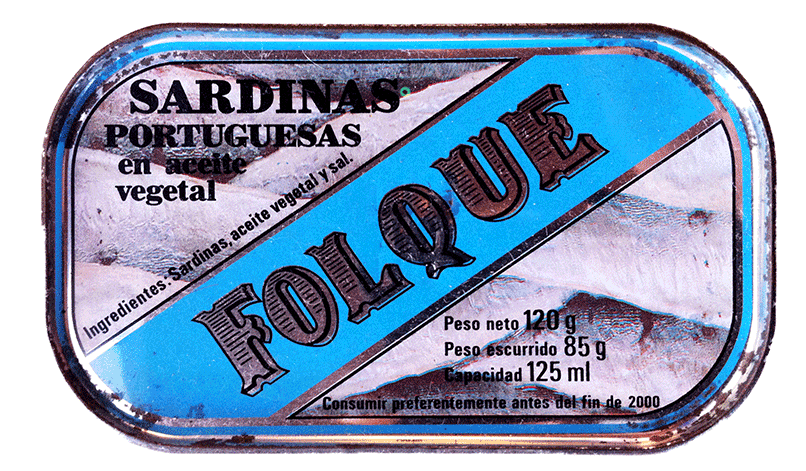 SARDINAS
PORTUGUESAS
en aceite
vegetal
Ingredientes: Sardinas, aceite vegetal y sal.
FOLQUE
Peso neto 120 g
Peso escurrido 85 g
Capacidad 125 ml
Consumir preferentemente antes del fin de 2000